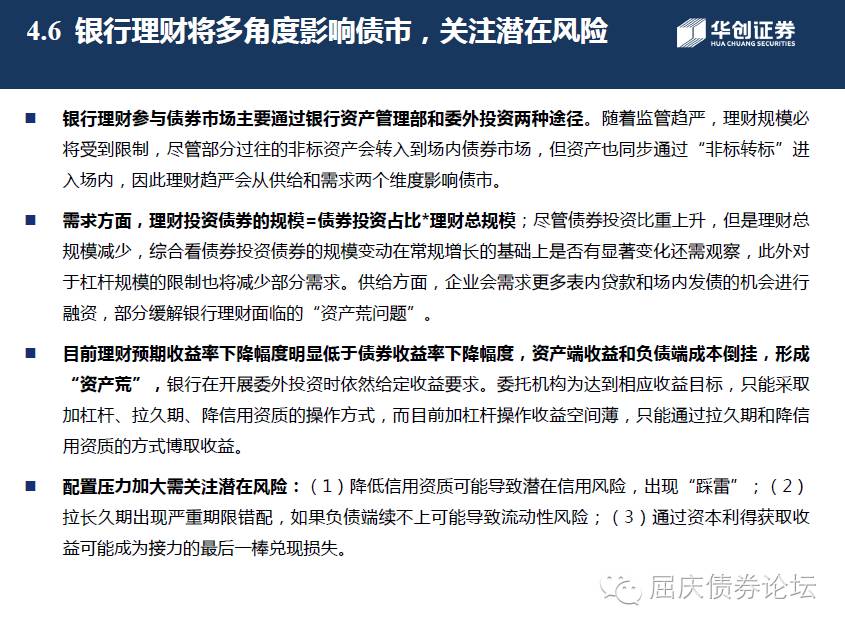 4.6 银行理财将多角度影响债市，关注潜在风险
华创证券
HUA CHUANG SECURITIES
■ 银行理财参与债券市场主要通过银行资产管理部和委外投资两种途径。随着监管趋严，理财规模必
将受到限制，尽管部分过往的非标资产会转入到场内债券市场，但资产也同步通过“非标转标”进
入场内，因此理财趋严会从供给和需求两个维度影响债市。
■ 需求方面，理财投资债券的规模=债券投资占比*理财总规模；尽管债券投资比重上升，但是理财总
规模减少，综合看债券投资债券的规模变动在常规增长的基础上是否有显著变化还需观察，此外对
于杠杆规模的限制也将减少部分需求。供给方面，企业会需求更多表内贷款和场内发债的机会进行
融资，部分缓解银行理财面临的“资产荒问题”。
■ 目前理财预期收益率下降幅度明显低于债券收益率下降幅度，资产端收益和负债端成本倒挂，形成
“资产荒”，银行在开展委外投资时依然给定收益要求。委托机构为达到相应收益目标，只能采取
加杠杆、拉久期、降信用资质的操作方式，而目前加杠杆操作收益空间薄，只能通过拉久期和降信
用资质的方式博取收益。
■ 配置压力加大需关注潜在风险：（1）降低信用资质可能导致潜在信用风险，出现“踩雷”；（2）
拉长久期出现严重期限错配，如果负债端续不上可能导致流动性风险；（3）通过资本利得获取收
益可能成为接力的最后一棒兑现损失。
屈庆债券论坛